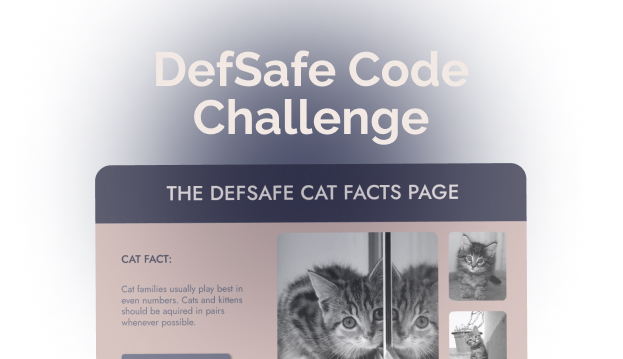 DefSafe Code
Challenge
THE DEFSAFE CAT FACTS PAGE
CAT FACT:
Cat families usually play best in
even numbers. Cats and kittens
should be aquired in pairs
whenever possible.